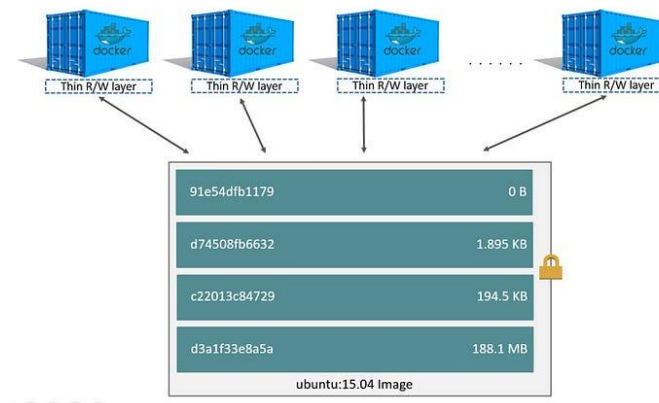 docker docker docker docker
Thin R/W layer Thin R/W layer Thin R/W layer ...... Thin R/W layer
91e54dfb1179 0 B
d74508fb6632 1.895 KB
c22013c84729 194.5 KB
d3a1f33e8a5a 188.1 MB
ubuntu:15.04 Image